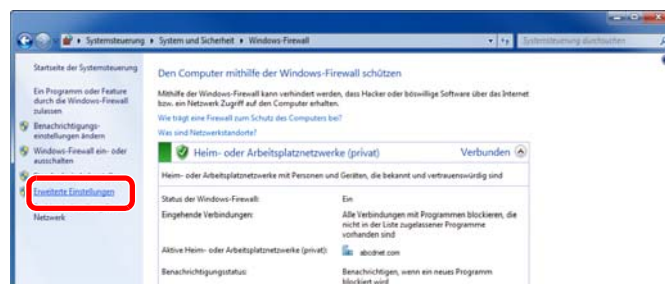 Systemsteuerung ▸ System und Sicherheit ▸ Windows-Firewall
Systemsteuerung durchsuchen
Startseite der Systemsteuerung
Ein Programm oder Feature
durch die Windows-Firewall
zulassen
Benachrichtigungs-
einstellungen ändern
Windows-Firewall ein- oder
ausschalten
Erweiterte Einstellungen
Netzwerk
Den Computer mithilfe der Windows-Firewall schützen
Mithilfe der Windows-Firewall kann verhindert werden, dass Hacker oder böswillige Software über das Internet
bzw. ein Netzwerk Zugriff auf den Computer erhalten.
Wie trägt eine Firewall zum Schutz des Computers bei?
Was sind Netzwerkstandorte?
Heim- oder Arbeitsplatznetzwerke (privat) Verbunden
Heim- oder Arbeitsplatznetzwerke mit Personen und Geräten, die bekannt und vertrauenswürdig sind
Status der Windows-Firewall: Ein
Eingehende Verbindungen: Alle Verbindungen mit Programmen blockieren, die
nicht in der Liste zugelassener Programme
vorhanden sind
Aktive Heim- oder Arbeitsplatznetzwerke (privat): abcdnet.com
Benachrichtigungsstatus: Benachrichtigen, wenn ein neues Programm
blockiert wird